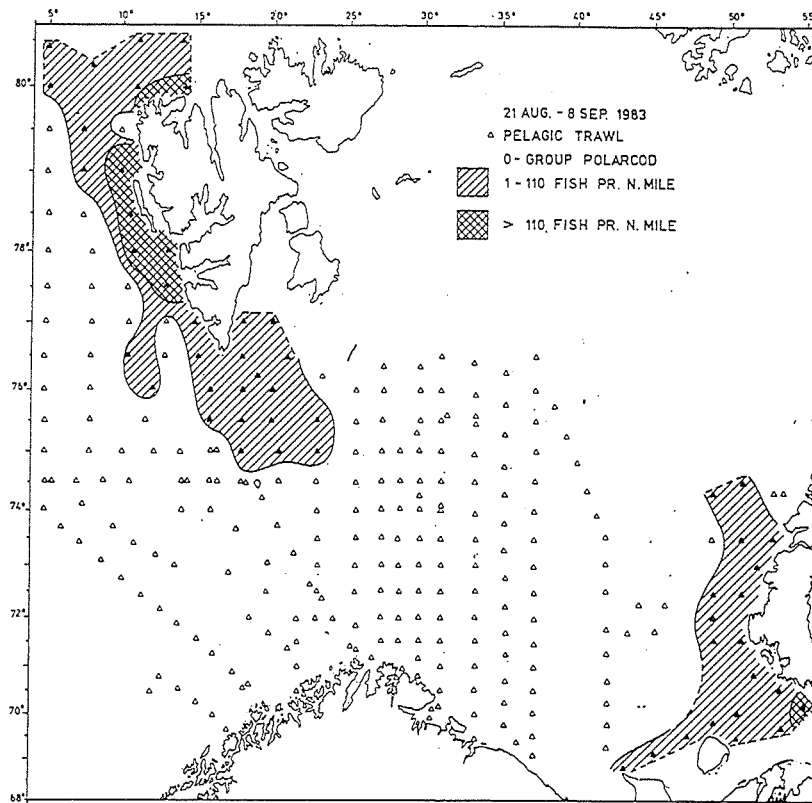 5° 10° 15° 20° 25° 30° 35° 40° 45° 50° 55
80°
21 AUG. - 8 SEP. 1983
PELAGIC TRAWL
0-GROUP POLARCOD
1-110 FISH PR. N. MILE
> 110, FISH PR. N. MILE
78°
76°
74°
72°
70°
68°